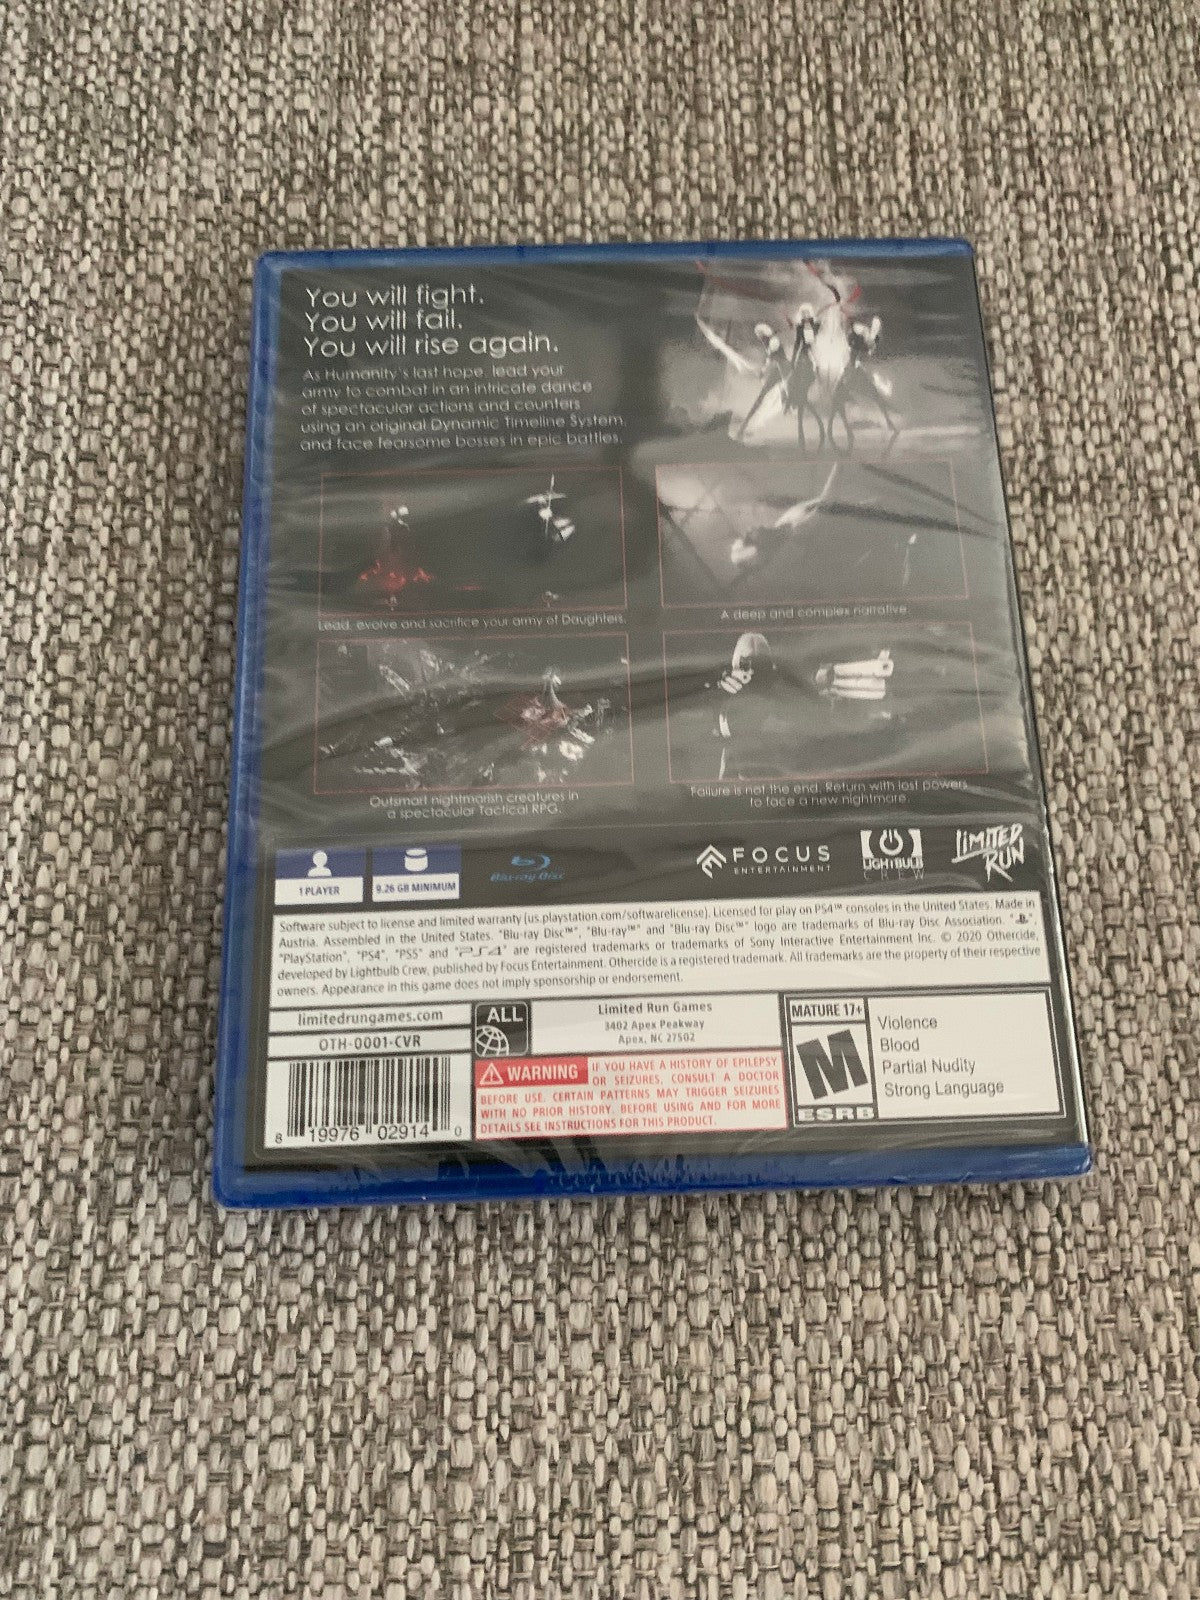 You will fight.
You will fail.
You will rise again.
As Humanity's last hope, lead your
army to combat in an intricate dance
of spectacular actions and counters
using an original Dynamic Timeline System,
and face fearsome bosses in epic battles.
Lead, evolve and sacrifice your army of Daughters.
A deep and complex narrative.
Outsmart nightmarish creatures in
a spectacular Tactical RPG.
Failure is not the end. Return with lost powers
to face a new nightmare.
1 PLAYER
9.26 GB MINIMUM
Blu-ray Disc
FOCUS
ENTERTAINMENT
LIGHTBULB
CREW
LIMITED
RUN
Software subject to license and limited warranty (us.playstation.com/softwarelicense). Licensed for play on PS4™ consoles in the United States. Made in
Austria. Assembled in the United States. "Blu-ray Disc™", "Blu-ray™" and "Blu-ray Disc™" logo are trademarks of Blu-ray Disc Association. "PS",
"PlayStation", "PS4", "PS5" and "PS4" are registered trademarks or trademarks of Sony Interactive Entertainment Inc. © 2020 Othercide,
developed by Lightbulb Crew, published by Focus Entertainment. Othercide is a registered trademark. All trademarks are the property of their respective
owners. Appearance in this game does not imply sponsorship or endorsement.
limitedrungames.com
OTH-0001-CVR
8 19976 02914 0
ALL
Limited Run Games
3402 Apex Peakway
Apex, NC 27502
WARNING IF YOU HAVE A HISTORY OF EPILEPSY
OR SEIZURES, CONSULT A DOCTOR
BEFORE USE. CERTAIN PATTERNS MAY TRIGGER SEIZURES
WITH NO PRIOR HISTORY. BEFORE USING AND FOR MORE
DETAILS SEE INSTRUCTIONS FOR THIS PRODUCT.
MATURE 17+
M
ESRB
Violence
Blood
Partial Nudity
Strong Language